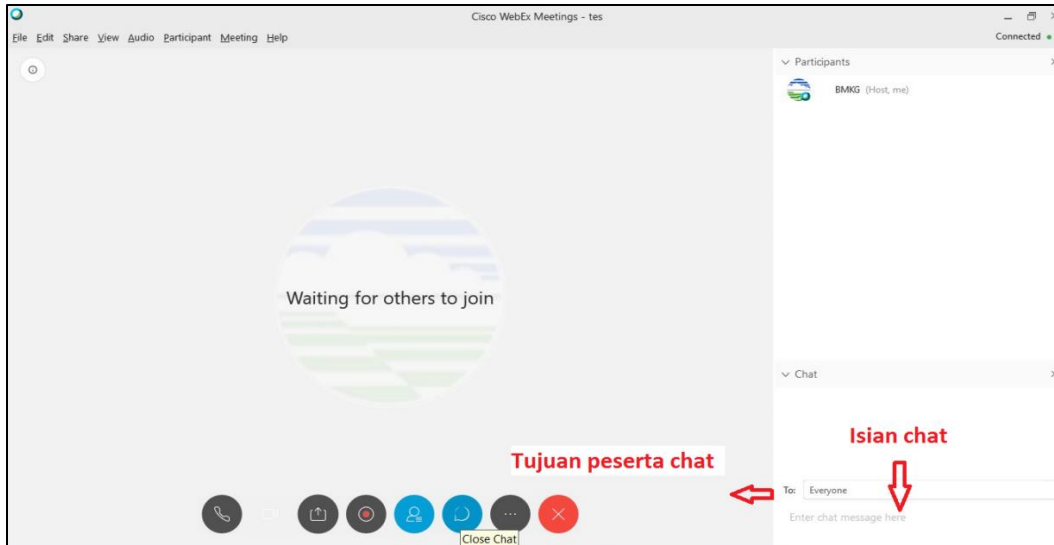 Cisco WebEx Meetings - tes
File Edit Share View Audio Participant Meeting Help
Connected
Participants
BMKG (Host, me)
Waiting for others to join
Chat
Isian chat
Tujuan peserta chat
To: Everyone
Enter chat message here
Close Chat